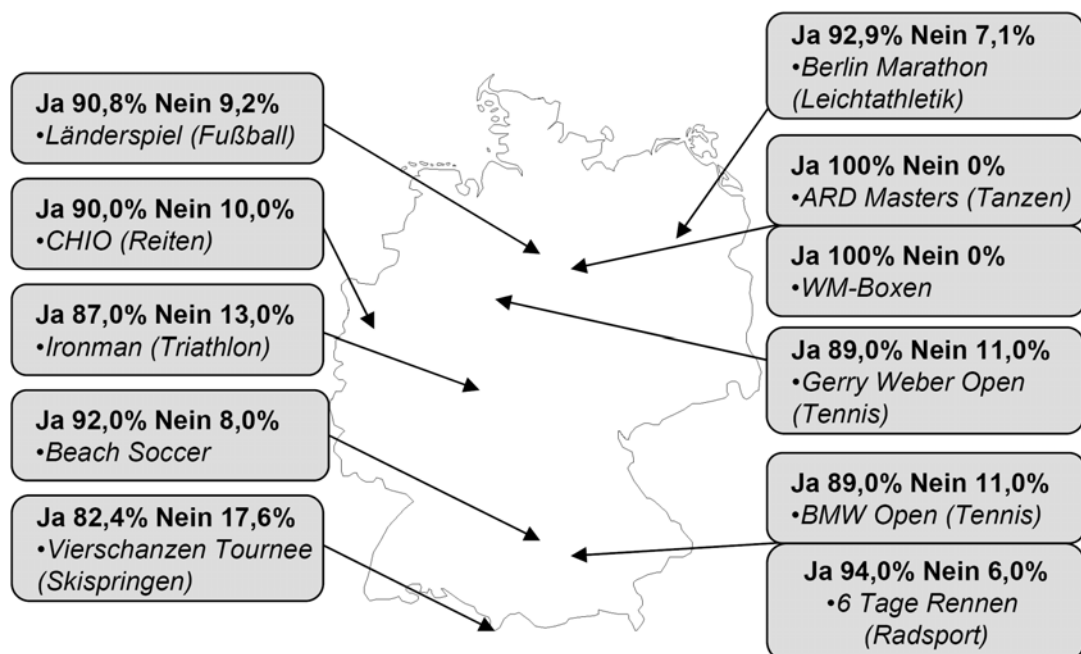 Ja 90,8% Nein 9,2%
•Länderspiel (Fußball)
Ja 90,0% Nein 10,0%
•CHIO (Reiten)
Ja 87,0% Nein 13,0%
•Ironman (Triathlon)
Ja 92,0% Nein 8,0%
•Beach Soccer
Ja 82,4% Nein 17,6%
•Vierschanzen Tournee
(Skispringen)
Ja 92,9% Nein 7,1%
•Berlin Marathon
(Leichtathletik)
Ja 100% Nein 0%
•ARD Masters (Tanzen)
Ja 100% Nein 0%
•WM-Boxen
Ja 89,0% Nein 11,0%
•Gerry Weber Open
(Tennis)
Ja 89,0% Nein 11,0%
•BMW Open (Tennis)
Ja 94,0% Nein 6,0%
•6 Tage Rennen
(Radsport)